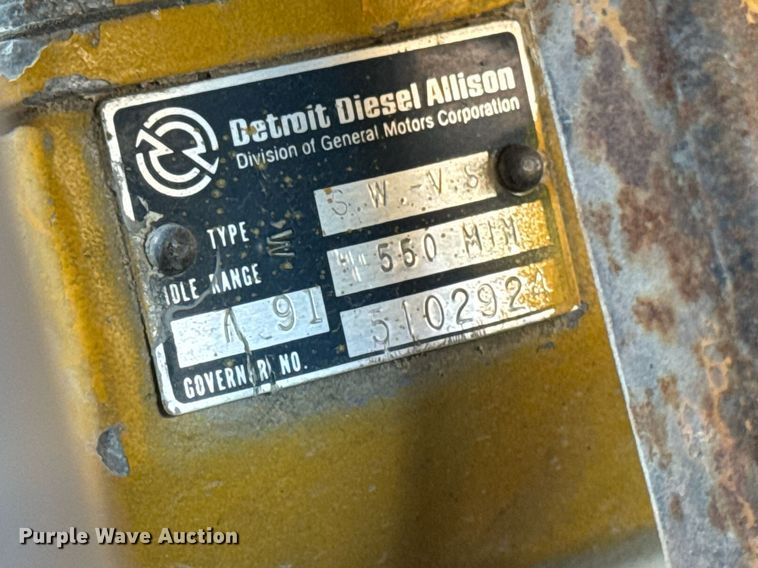 Detroit Diesel Allison
Division of General Motors Corporation
TYPE S.W.-V.S
IDLE RANGE 550 MIN
A 91 5102924
GOVERNOR NO.
Purple Wave Auction